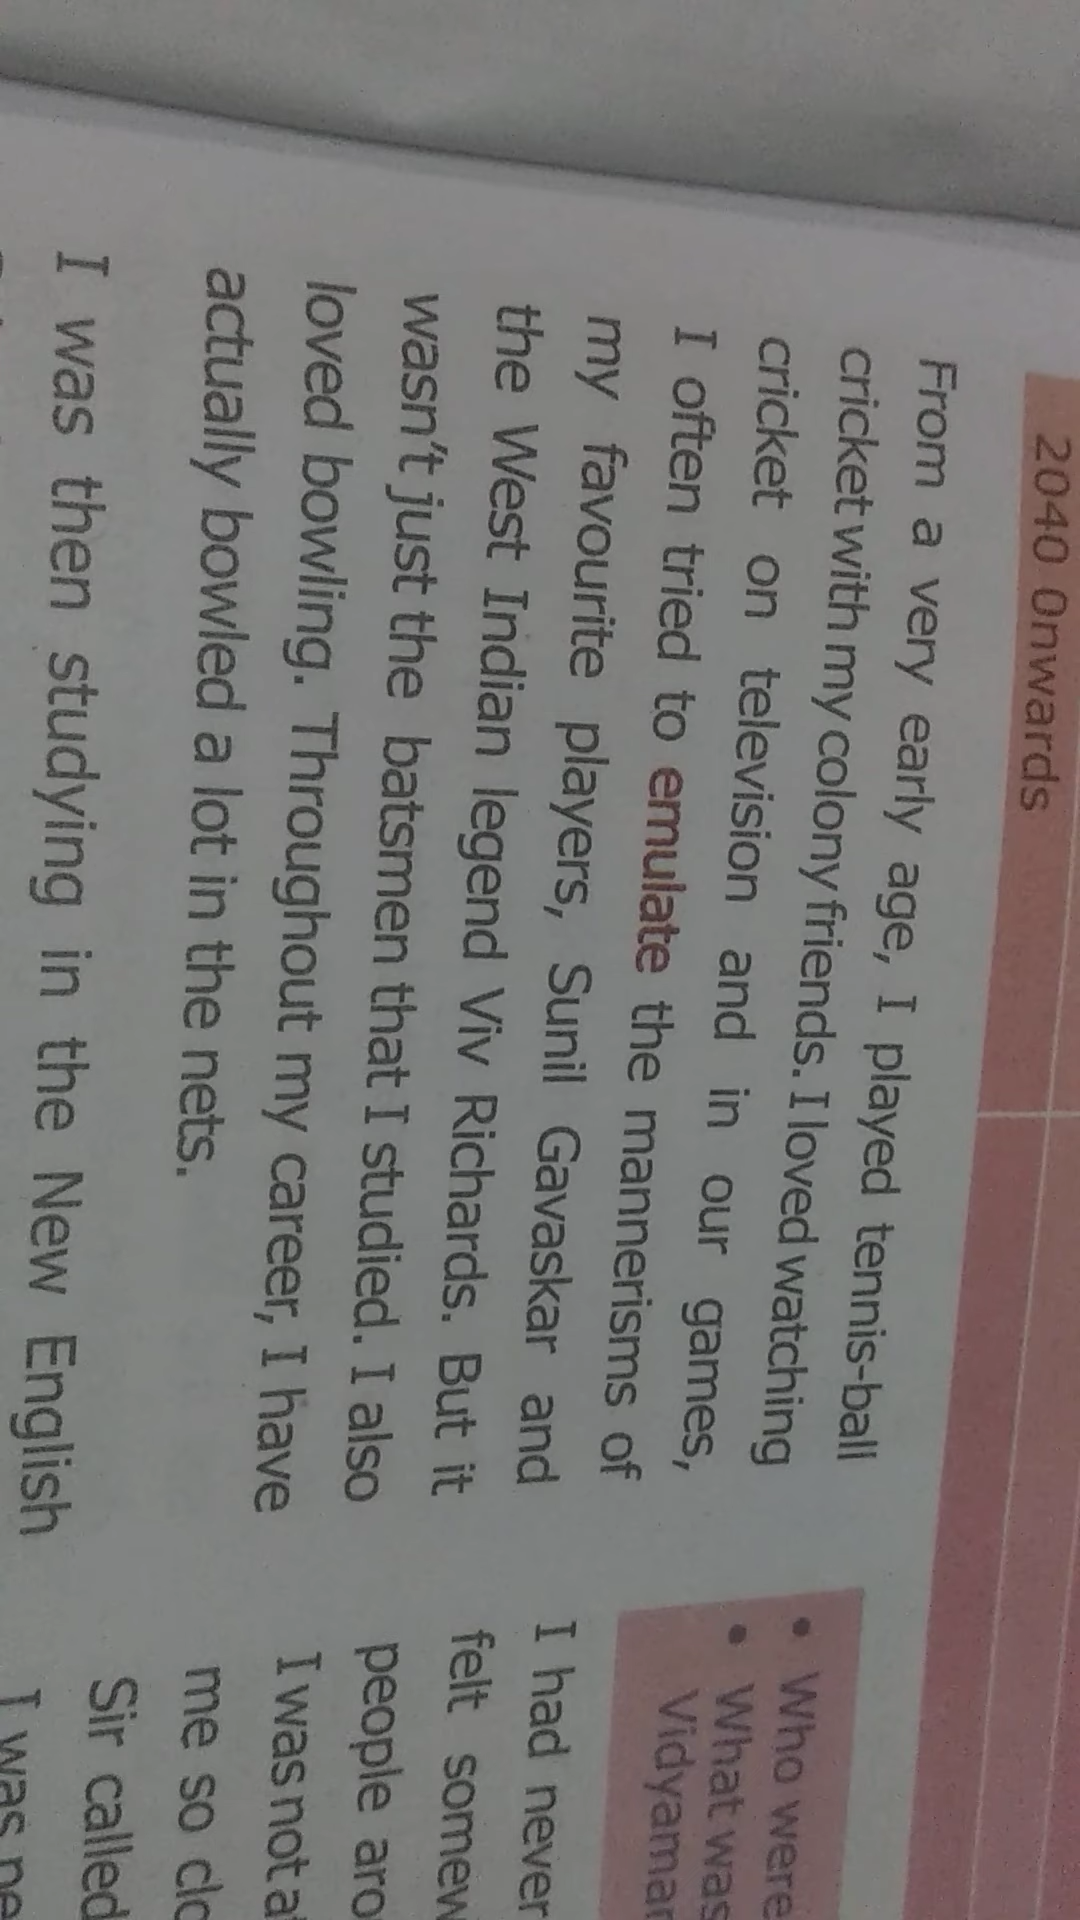 2040 Onwards
From a very early age, I played tennis-ball
cricket with my colony friends. I loved watching
cricket on television and in our games,
I often tried to emulate the mannerisms of
my favourite players, Sunil Gavaskar and
the West Indian legend Viv Richards. But it
wasn't just the batsmen that I studied. I also
loved bowling. Throughout my career, I have
actually bowled a lot in the nets.
I was then studying in the New English
• Who were
• What was
I had never
felt
people
I was not
me so
Sir called
I was